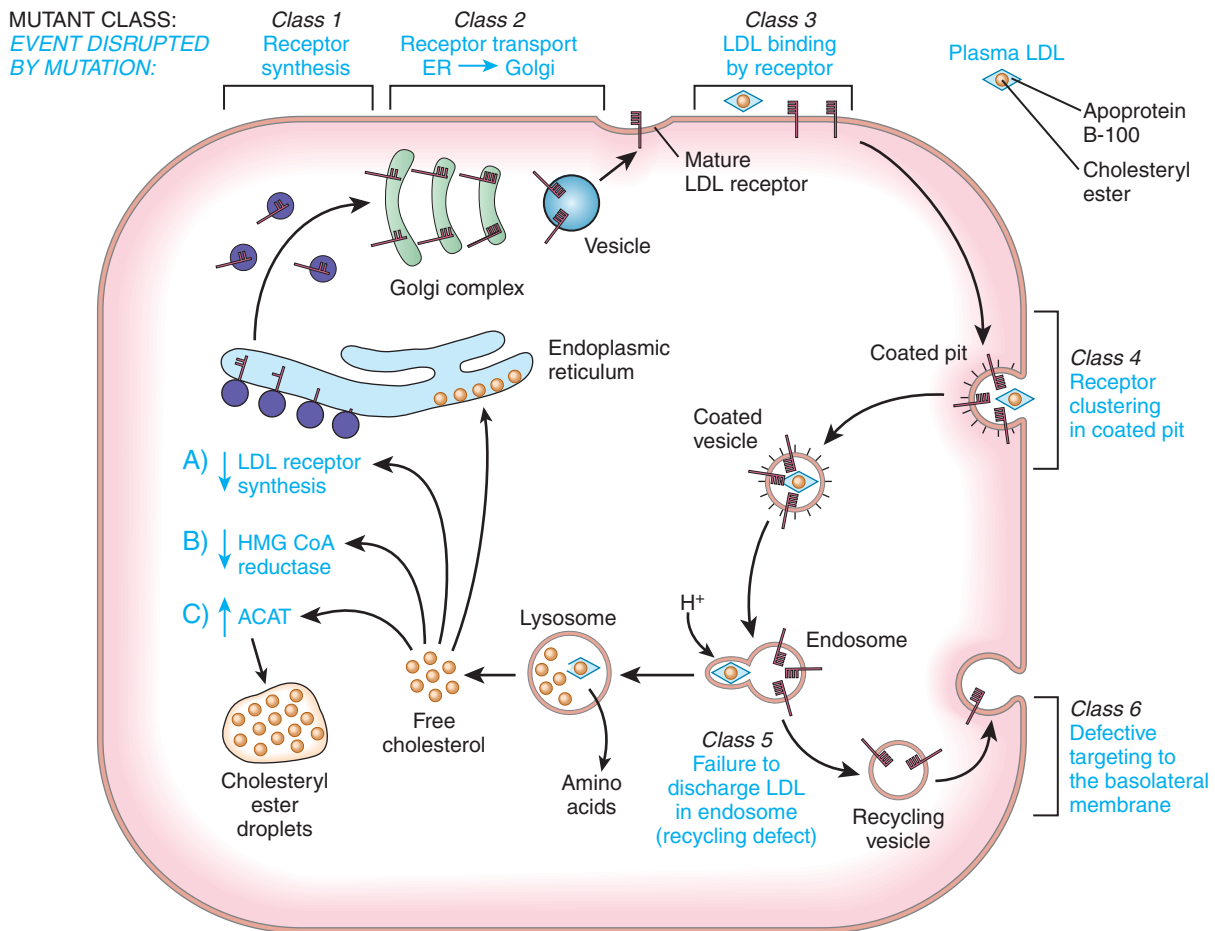 MUTANT CLASS:
EVENT DISRUPTED
BY MUTATION:
Class 1
Receptor
synthesis
Class 2
Receptor transport
ER → Golgi
Class 3
LDL binding
by receptor
Plasma LDL
Apoprotein
B-100
Cholesteryl
ester
Mature
LDL receptor
Vesicle
Golgi complex
Endoplasmic
reticulum
Coated pit
Class 4
Receptor
clustering
in coated pit
Coated
vesicle
A) ↓ LDL receptor
synthesis
B) ↓ HMG CoA
reductase
C) ↑ ACAT
H+
Lysosome
Endosome
Free
cholesterol
Cholesteryl
ester
droplets
Amino
acids
Class 5
Failure to
discharge LDL
in endosome
(recycling defect)
Recycling
vesicle
Class 6
Defective
targeting to
the basolateral
membrane